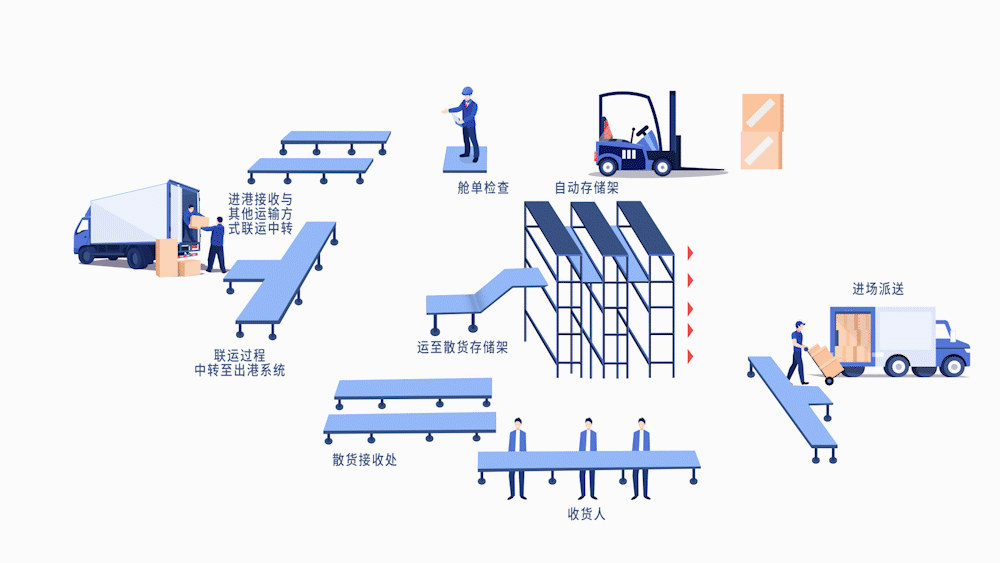 舱单检查
自动存储架
进港接收与
其他运输方
式联运中转
进场派送
运至散货存储架
联运过程
中转至出港系统
散货接收处
收货人